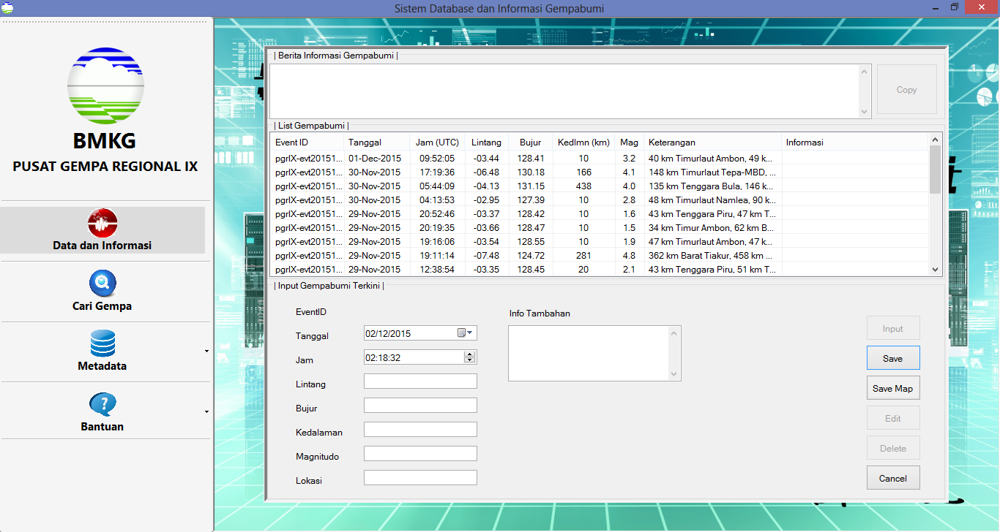 Sistem Database dan Informasi Gempabumi
BMKG
PUSAT GEMPA REGIONAL IX
Data dan Informasi
Cari Gempa
Metadata
Bantuan
| Berita Informasi Gempabumi |
Copy
| List Gempabumi |
Event ID Tanggal Jam (UTC) Lintang Bujur Kedlmn (km) Mag Keterangan Informasi
pgrIX-evt20151... 01-Dec-2015 09:52:05 -03.44 128.41 10 3.2 40 km Timurlaut Ambon, 49 k...
pgrIX-evt20151... 30-Nov-2015 17:19:36 -06.48 130.18 166 4.1 148 km Timurlaut Tepa-MBD, ...
pgrIX-evt20151... 30-Nov-2015 05:44:09 -04.13 131.15 438 4.0 135 km Tenggara Bula, 146 k...
pgrIX-evt20151... 30-Nov-2015 04:13:53 -02.95 127.39 10 2.8 48 km Timurlaut Namlea, 90 k...
pgrIX-evt20151... 29-Nov-2015 20:52:46 -03.37 128.42 10 1.6 43 km Tenggara Piru, 47 km T...
pgrIX-evt20151... 29-Nov-2015 20:19:35 -03.66 128.47 10 1.5 34 km Timur Ambon, 62 km B...
pgrIX-evt20151... 29-Nov-2015 19:16:06 -03.54 128.55 10 1.9 47 km Timurlaut Ambon, 47 k...
pgrIX-evt20151... 29-Nov-2015 19:11:14 -07.48 124.72 281 4.8 362 km Barat Tiakur, 458 km ...
pgrIX-evt20151... 29-Nov-2015 12:38:54 -03.35 128.45 20 2.1 43 km Tenggara Piru, 51 km T...
| Input Gempabumi Terkini |
EventID
Tanggal 02/12/2015
Jam 02:18:32
Lintang
Bujur
Kedalaman
Magnitudo
Lokasi
Info Tambahan
Input
Save
Save Map
Edit
Delete
Cancel